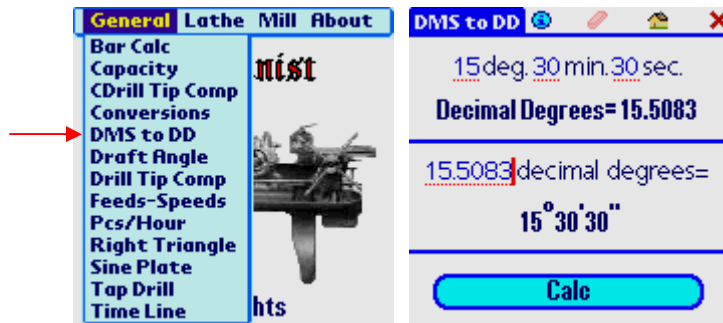 General Lathe Mill About
Bar Calc
Capacity
CDrill Tip Comp
Conversions
DMS to DD
Draft Angle
Drill Tip Comp
Feeds-Speeds
Pcs/Hour
Right Triangle
Sine Plate
Tap Drill
Time Line
nist
hts
DMS to DD
15 deg. 30 min. 30 sec.
Decimal Degrees= 15.5083
15.5083 decimal degrees=
15°30'30"
Calc